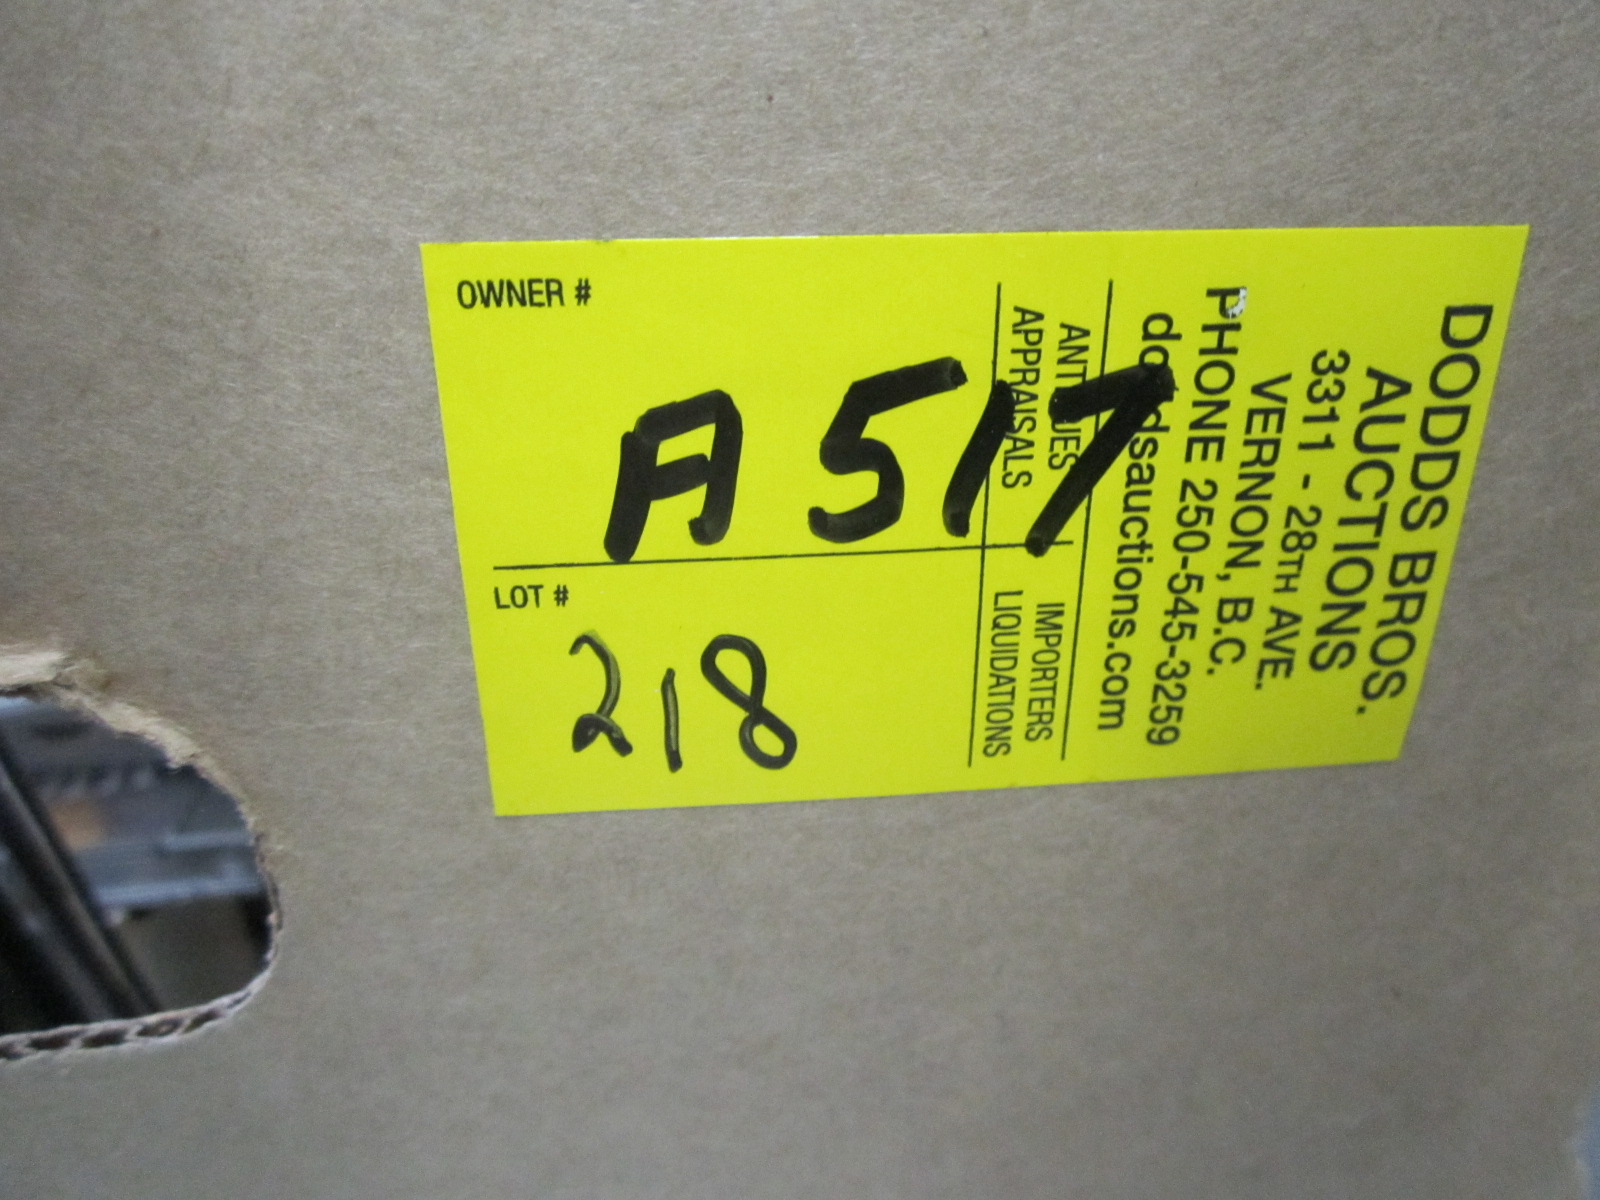 DODDS BROS.
AUCTIONS
3311 - 28TH AVE.
VERNON, B.C.
PHONE 250-545-3259
doddsauctions.com
ANTIQUES IMPORTERS
APPRAISALS LIQUIDATIONS
OWNER #
A517
LOT #
218